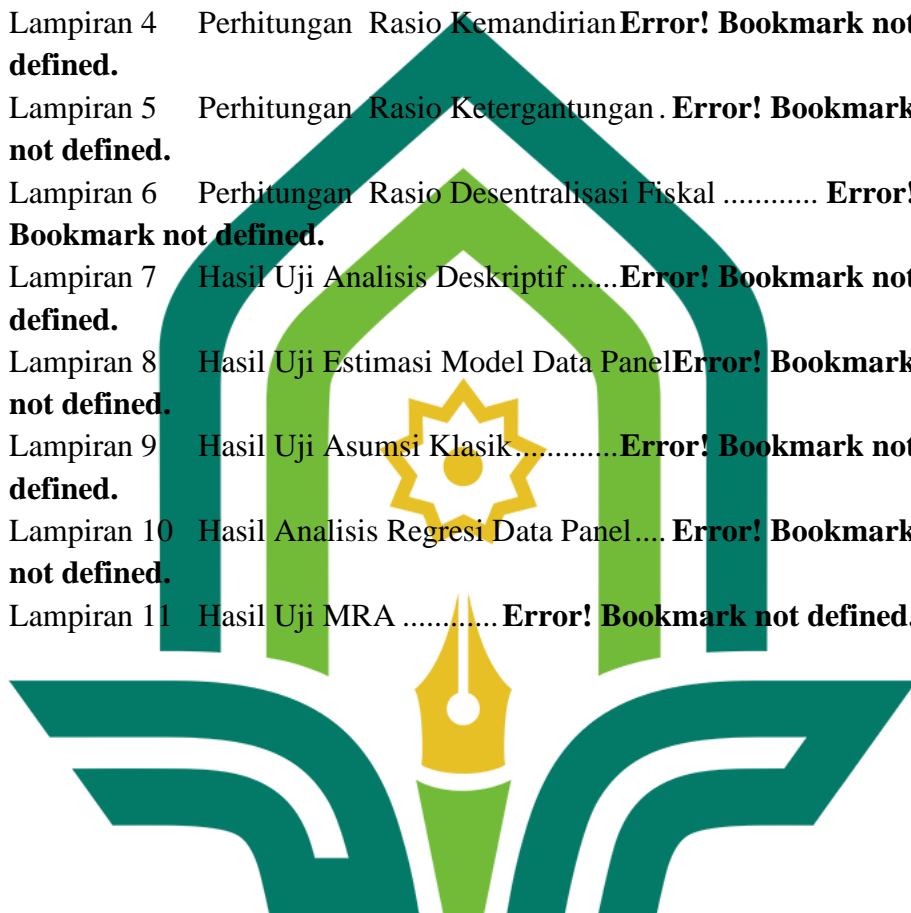 Lampiran 4 Perhitungan Rasio Kemandirian Error! Bookmark not
defined.
Lampiran 5 Perhitungan Rasio Ketergantungan . Error! Bookmark
not defined.
Lampiran 6 Perhitungan Rasio Desentralisasi Fiskal ............ Error!
Bookmark not defined.
Lampiran 7 Hasil Uji Analisis Deskriptif ...... Error! Bookmark not
defined.
Lampiran 8 Hasil Uji Estimasi Model Data Panel Error! Bookmark
not defined.
Lampiran 9 Hasil Uji Asumsi Klasik ............. Error! Bookmark not
defined.
Lampiran 10 Hasil Analisis Regresi Data Panel .... Error! Bookmark
not defined.
Lampiran 11 Hasil Uji MRA ............ Error! Bookmark not defined.